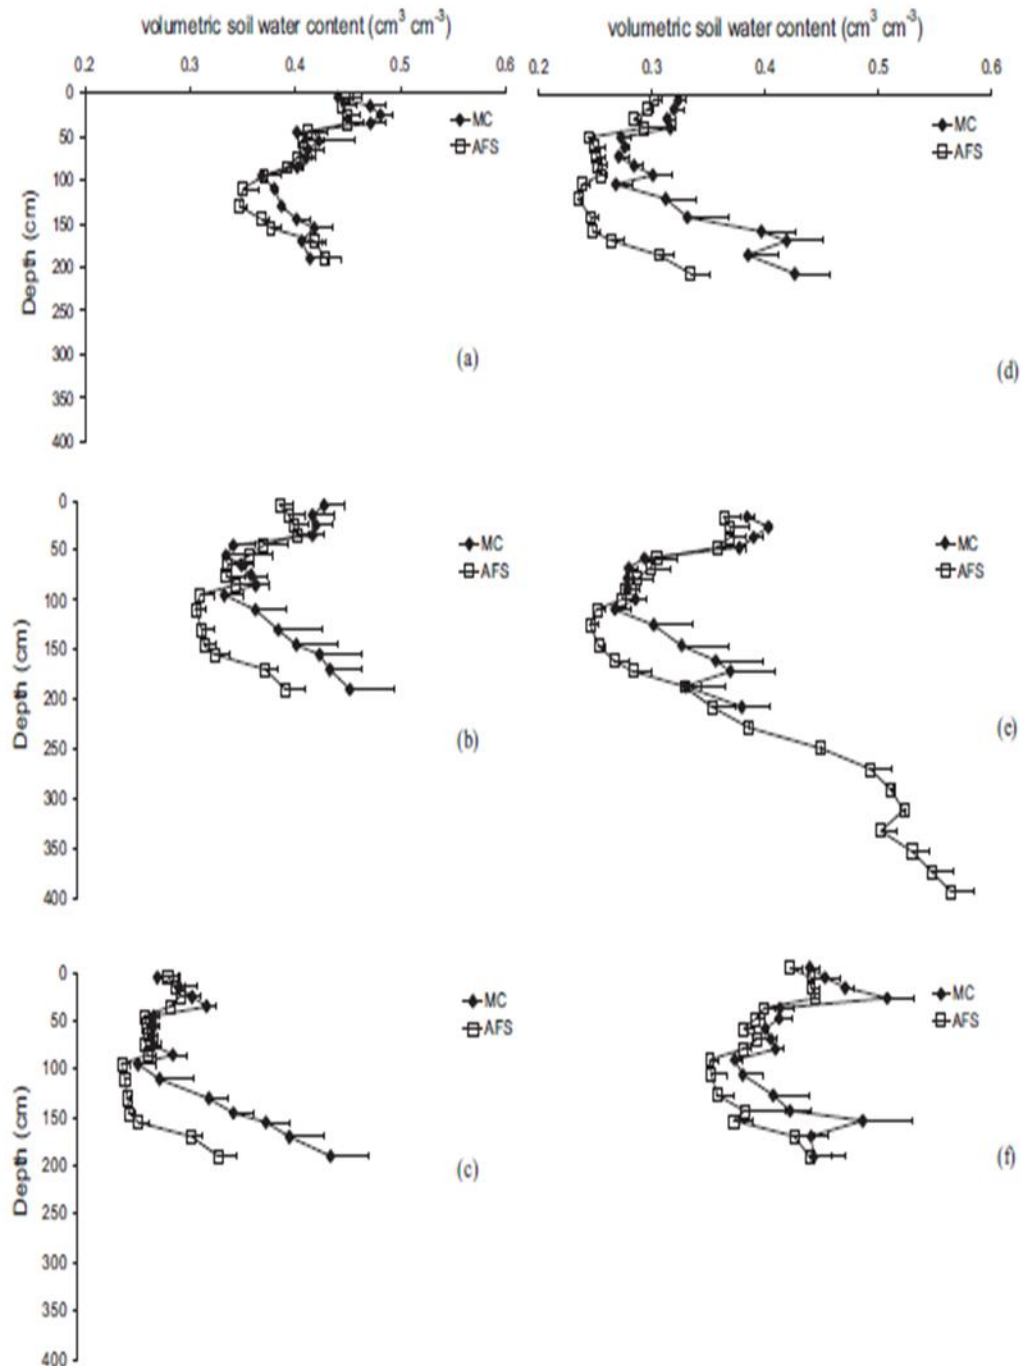 volumetric soil water content (cm3 cm-3)
volumetric soil water content (cm3 cm-3)
0.2 0.3 0.4 0.5 0.6
0.2 0.3 0.4 0.5 0.6
Depth (cm)
0
50
100
150
200
250
300
350
400
MC
AFS
(a)
MC
AFS
(d)
Depth (cm)
0
50
100
150
200
250
300
350
400
MC
AFS
(b)
MC
AFS
(e)
Depth (cm)
0
50
100
150
200
250
300
350
400
MC
AFS
(c)
MC
AFS
(f)